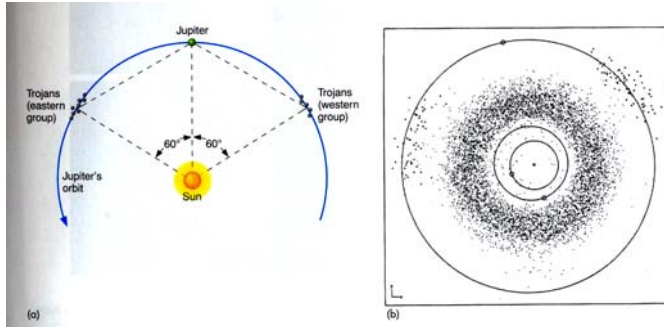 Jupiter
Trojans
(eastern
group)
Trojans
(western
group)
60°
60°
Jupiter's
orbit
Sun
(a)
(b)